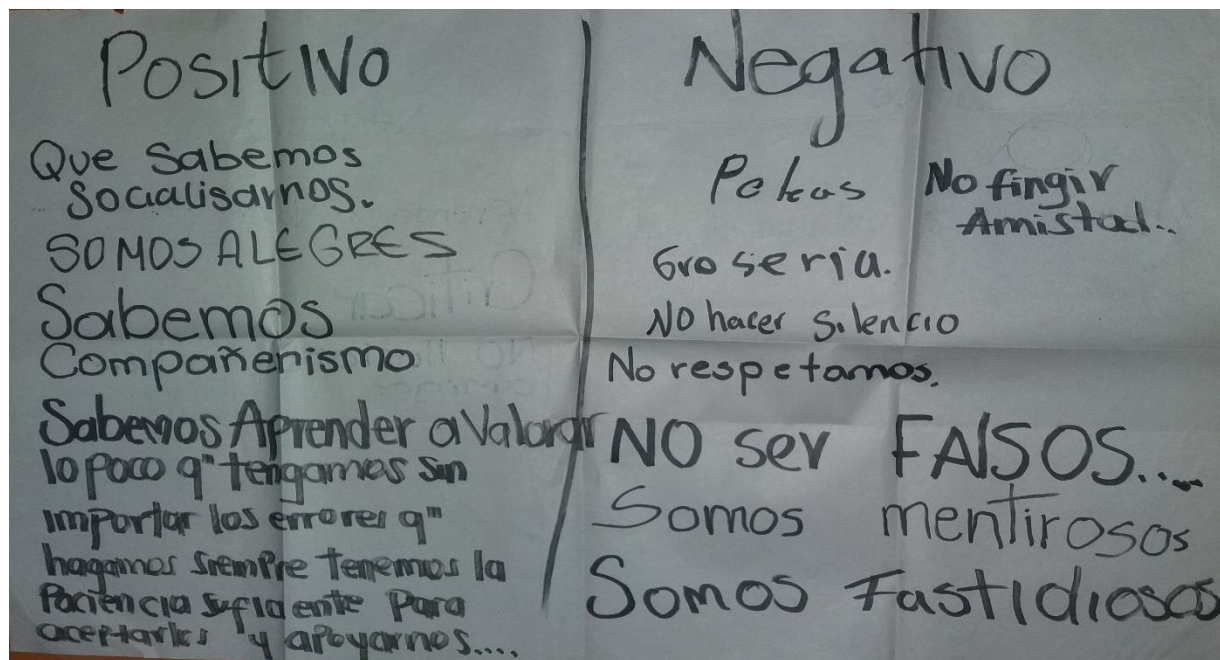 Positivo
Que Sabemos
Socialisarnos.
SOMOS ALEGRES
Sabemos
Compañerismo
Sabemos Aprender a Valorar
lo poco q" tengamos sin
importar los errores q"
hagamos siempre tenemos la
Paciencia suficiente Para
aceptarles y apoyarnos....
Negativo
No fingir
Amistad..
Groseria.
NO hacer silencio
No respetamos.
NO ser FAlSOS....
Somos mentirosos
Somos Fastidiosos